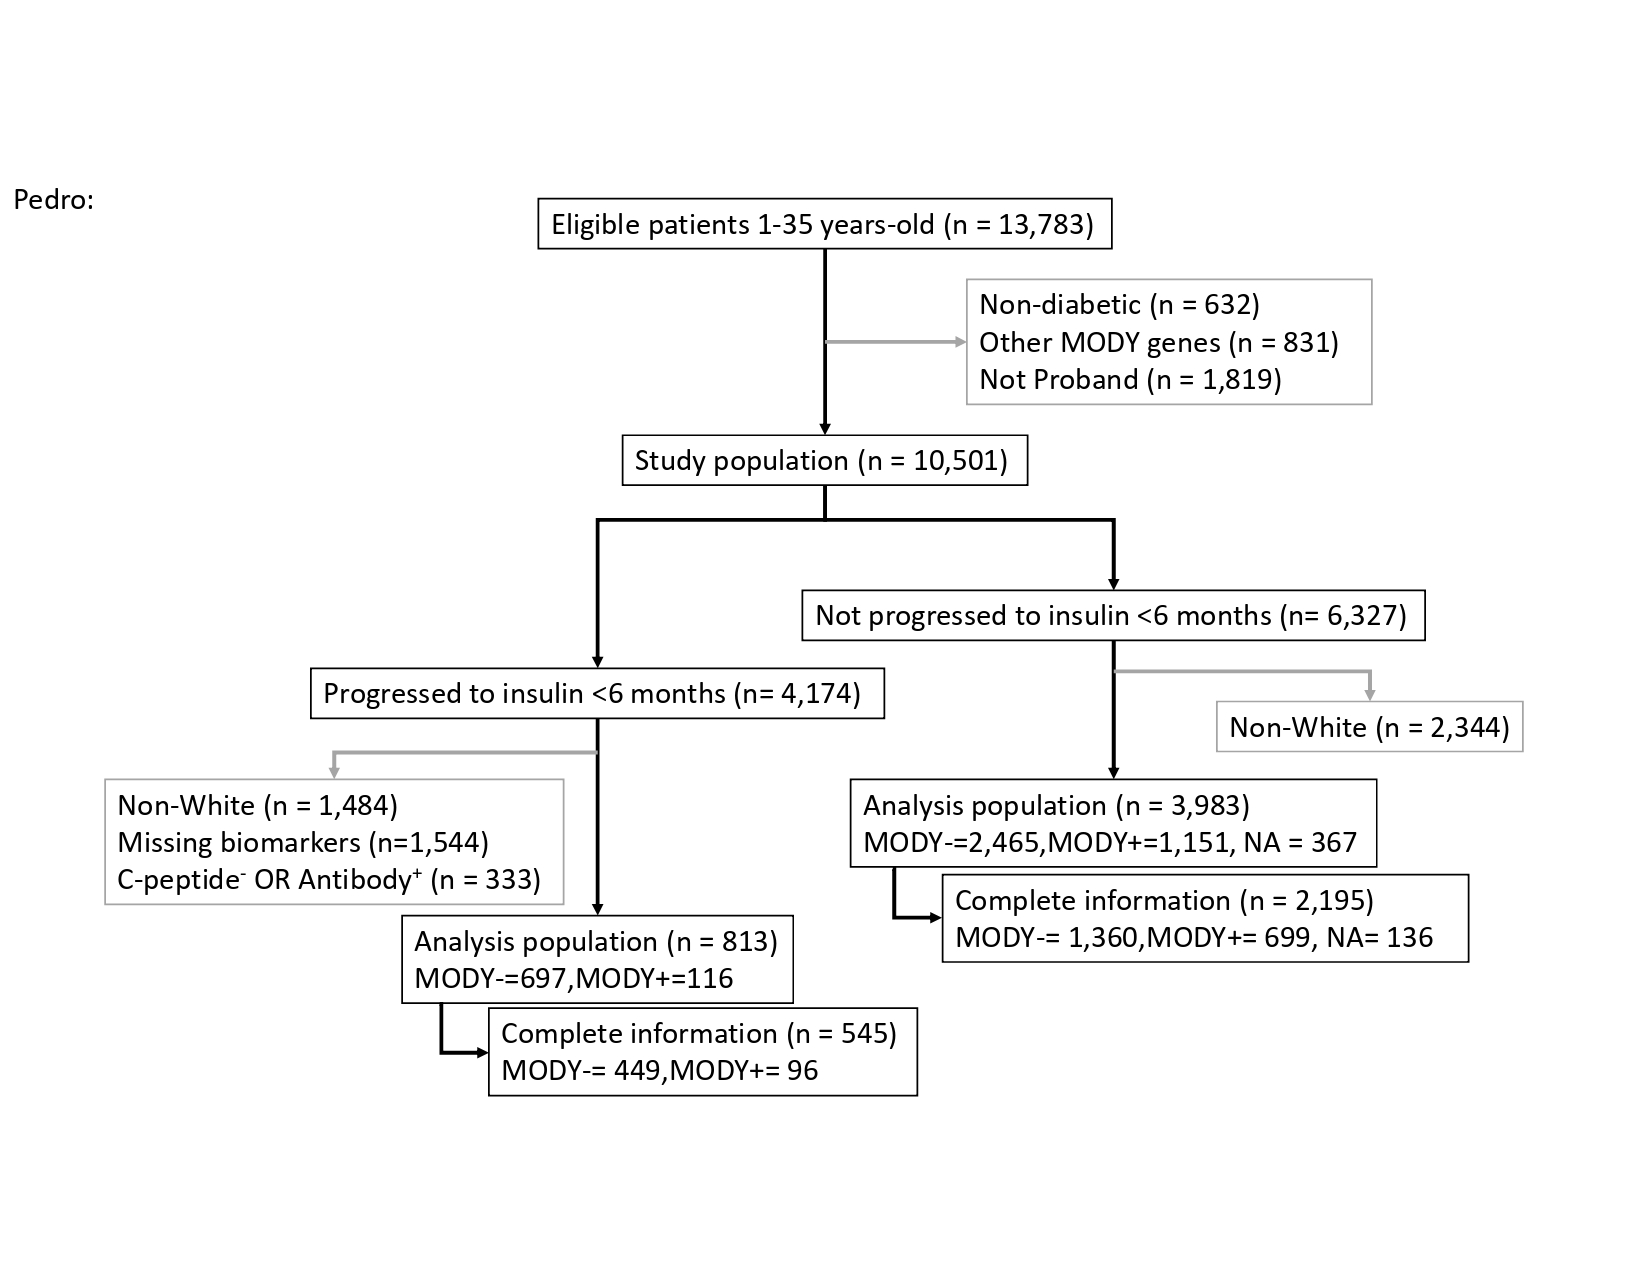 Pedro:
Eligible patients 1-35 years-old (n = 13,783)
Non-diabetic (n = 632)
Other MODY genes (n = 831)
Not Proband (n = 1,819)
Study population (n = 10,501)
Not progressed to insulin <6 months (n= 6,327)
Progressed to insulin <6 months (n= 4,174)
Non-White (n = 2,344)
Non-White (n = 1,484)
Missing biomarkers (n=1,544)
C-peptide⁻ OR Antibody⁺ (n = 333)
Analysis population (n = 3,983)
MODY-=2,465,MODY+=1,151, NA = 367
Complete information (n = 2,195)
MODY-= 1,360,MODY+= 699, NA= 136
Analysis population (n = 813)
MODY-=697,MODY+=116
Complete information (n = 545)
MODY-= 449,MODY+= 96